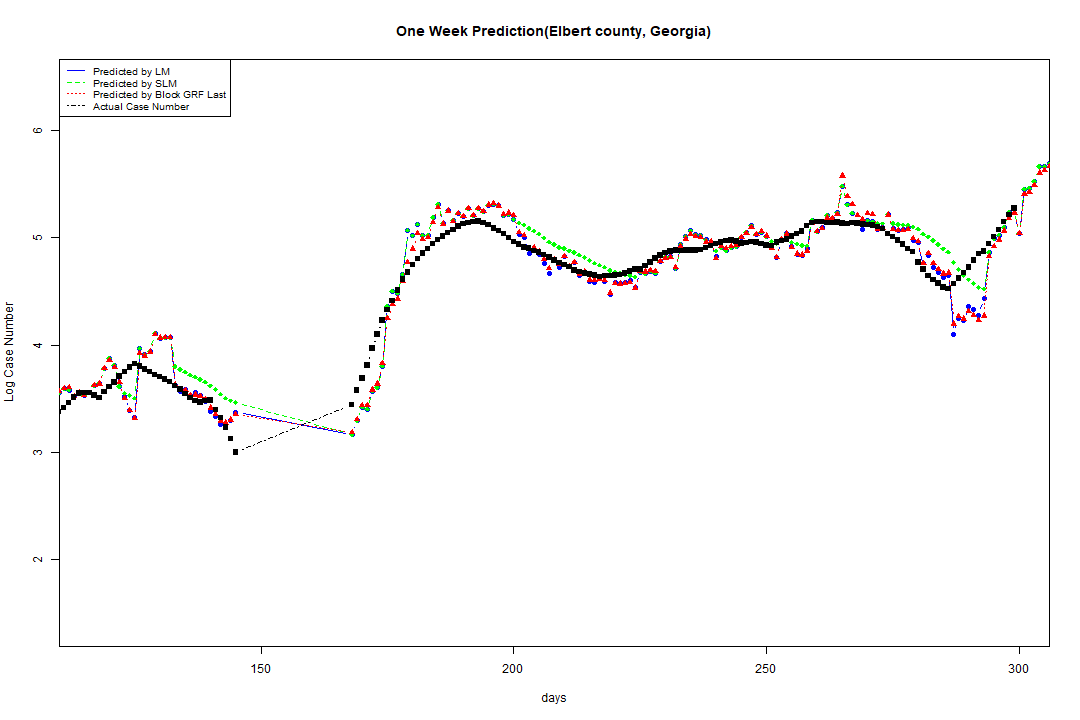 One Week Prediction(Elbert county, Georgia)
Predicted by LM
Predicted by SLM
Predicted by Block GRF Last
Actual Case Number
6
5
4
3
2
Log Case Number
150
200
250
300
days